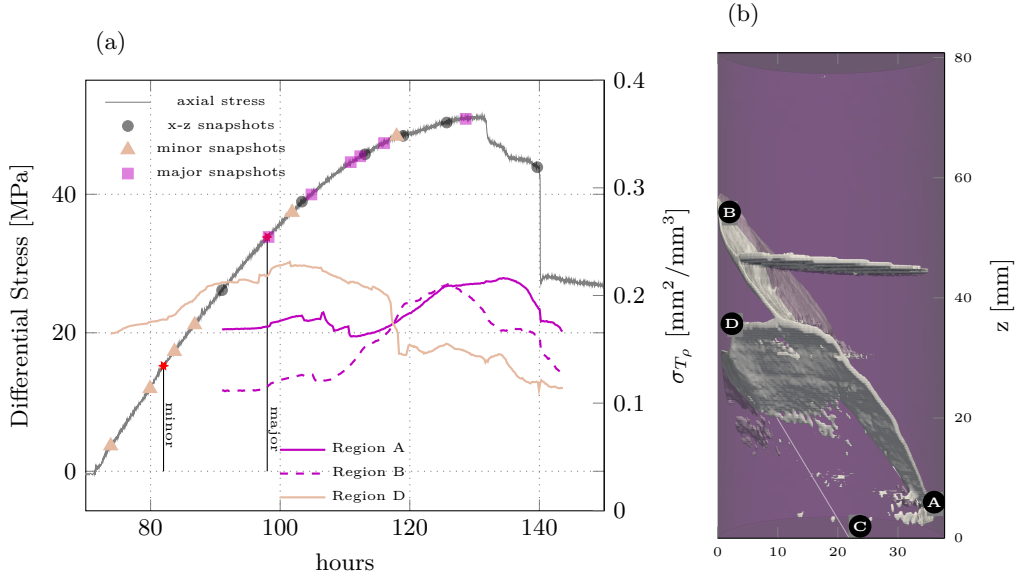 (a)
(b)
axial stress
x-z snapshots
minor snapshots
major snapshots
Differential Stress [MPa]
40
20
0
0.4
0.3
0.2
0.1
0
σ_{T_ρ} [mm²/mm³]
minor
major
Region A
Region B
Region D
80
100
120
140
hours
B
D
A
C
80
60
40
20
0
z [mm]
0
10
20
30